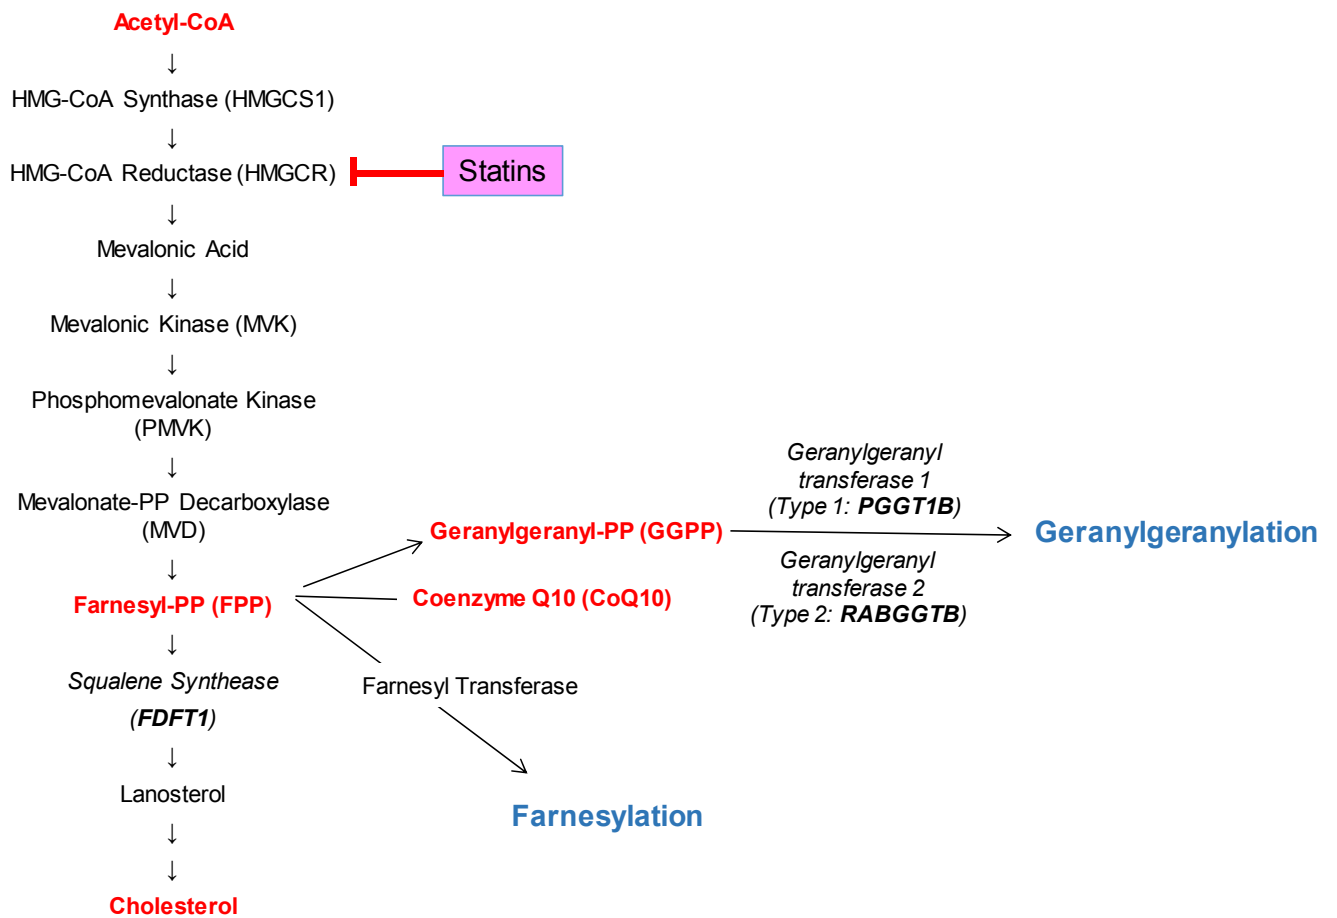 Acetyl-CoA
↓
HMG-CoA Synthase (HMGCS1)
↓
HMG-CoA Reductase (HMGCR)
Statins
↓
Mevalonic Acid
↓
Mevalonic Kinase (MVK)
↓
Phosphomevalonate Kinase
(PMVK)
↓
Mevalonate-PP Decarboxylase
(MVD)
↓
Farnesyl-PP (FPP)
↓
Squalene Synthease
(FDFT1)
↓
Lanosterol
↓
↓
Cholesterol
Geranylgeranyl-PP (GGPP)
Coenzyme Q10 (CoQ10)
Farnesyl Transferase
Farnesylation
Geranylgeranyl
transferase 1
(Type 1: PGGT1B)
Geranylgeranyl
transferase 2
(Type 2: RABGGTB)
Geranylgeranylation